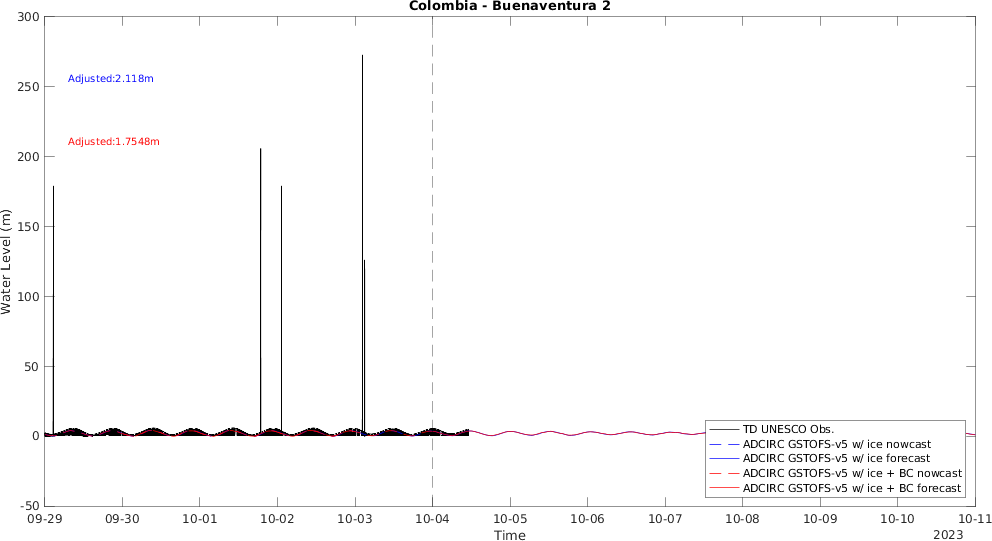 Colombia - Buenaventura 2
300
250
200
150
100
50
0
-50
Water Level (m)
Adjusted:2.118m
Adjusted:1.7548m
TD UNESCO Obs.
ADCIRC GSTOFS-v5 w/ ice nowcast
ADCIRC GSTOFS-v5 w/ ice forecast
ADCIRC GSTOFS-v5 w/ ice + BC nowcast
ADCIRC GSTOFS-v5 w/ ice + BC forecast
09-29 09-30 10-01 10-02 10-03 10-04 10-05 10-06 10-07 10-08 10-09 10-10 10-11
Time
2023